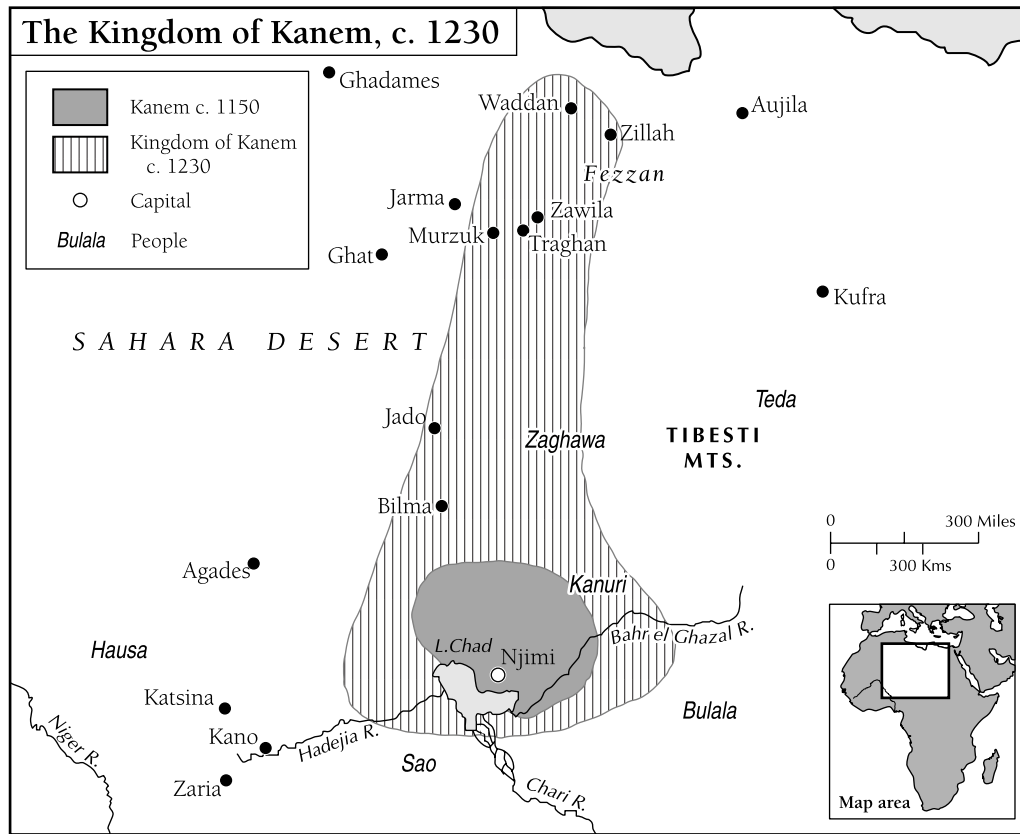 The Kingdom of Kanem, c. 1230
Kanem c. 1150
Kingdom of Kanem
c. 1230
Capital
Bulala People
Ghadames
Waddan
Zillah
Aujila
Fezzan
Jarma
Zawila
Murzuk
Traghan
Ghat
Kufra
SAHARA DESERT
Teda
Jado
Zaghawa
TIBESTI
MTS.
Bilma
0 300 Miles
0 300 Kms
Agades
Kanuri
Bahr el Ghazal R.
Hausa
L.Chad
Njimi
Katsina
Bulala
Niger R.
Kano
Hadejia R.
Sao
Zaria
Chari R.
Map area